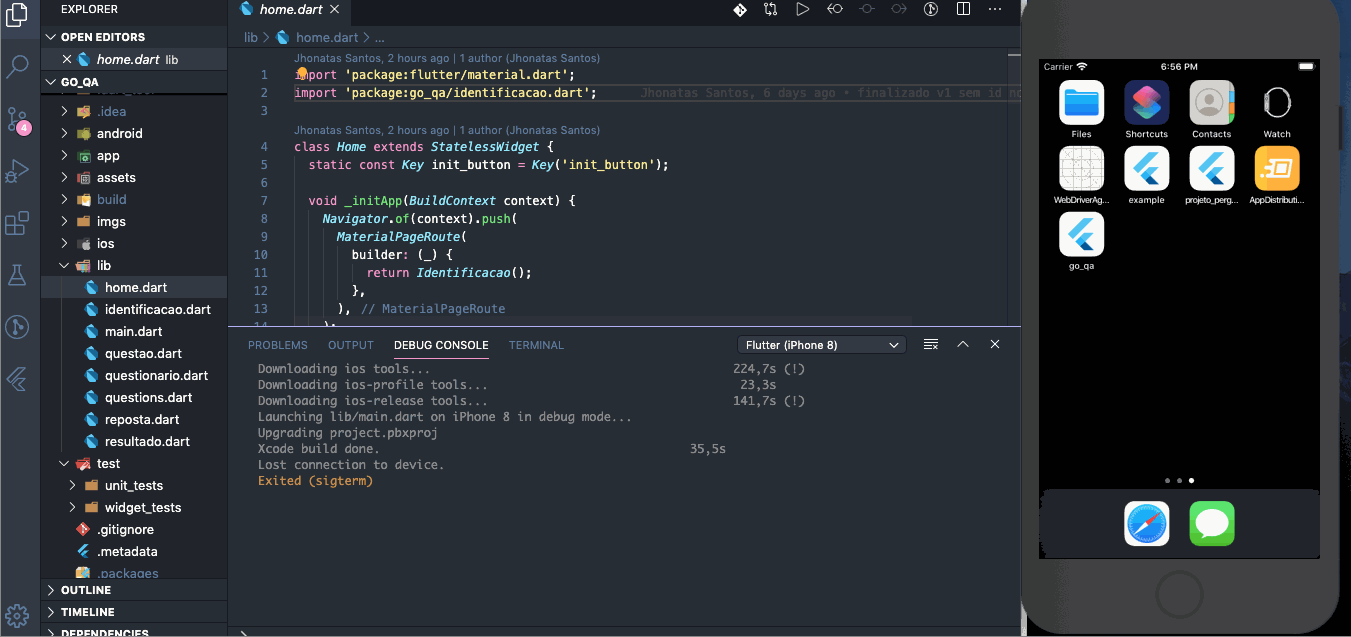 EXPLORER
OPEN EDITORS
home.dart lib
GO_QA
.idea
android
app
assets
build
imgs
ios
lib
home.dart
identificacao.dart
main.dart
questao.dart
questionario.dart
questions.dart
reposta.dart
resultado.dart
test
unit_tests
widget_tests
.gitignore
.metadata
.packages
OUTLINE
TIMELINE
DEPENDENCIES
4
home.dart
lib > home.dart > ...
Jhonatas Santos, 2 hours ago | 1 author (Jhonatas Santos)
1 import 'package:flutter/material.dart';
2 import 'package:go_qa/identificacao.dart'; Jhonatas Santos, 6 days ago • finalizado v1 sem id no
3
Jhonatas Santos, 2 hours ago | 1 author (Jhonatas Santos)
4 class Home extends StatelessWidget {
5 static const Key init_button = Key('init_button');
6
7 void _initApp(BuildContext context) {
8 Navigator.of(context).push(
9 MaterialPageRoute(
10 builder: (_) {
11 return Identificacao();
12 },
13 ), // MaterialPageRoute
14 );
PROBLEMS OUTPUT DEBUG CONSOLE TERMINAL Flutter (iPhone 8)
Downloading ios tools... 224,7s (!)
Downloading ios-profile tools... 23,3s
Downloading ios-release tools... 141,7s (!)
Launching lib/main.dart on iPhone 8 in debug mode...
Upgrading project.pbxproj
Xcode build done. 35,5s
Lost connection to device.
Exited (sigterm)
Carrier 6:56 PM
Files Shortcuts Contacts Watch
WebDriverAg... example projeto_perg... AppDistributi...
go_qa